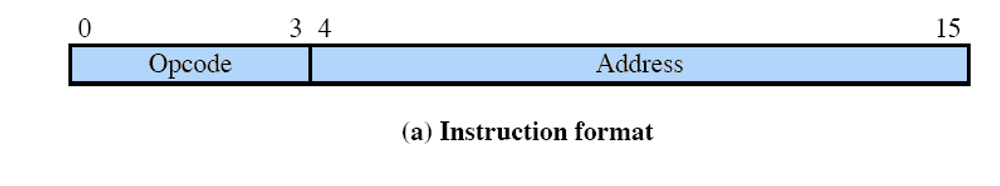 0 3 4 15
Opcode Address
(a) Instruction format